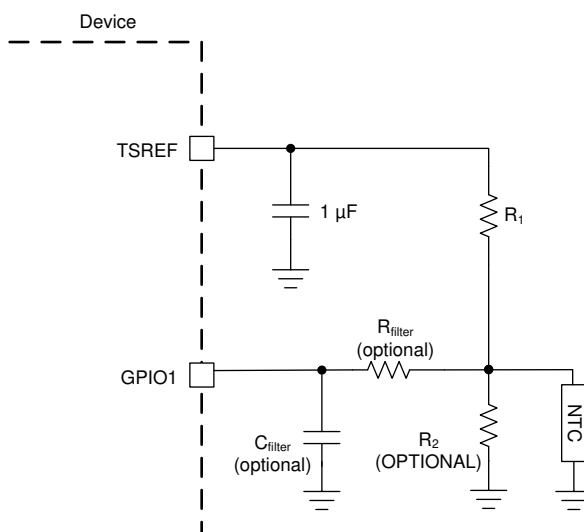 Device
TSREF
1 µF
R1
Rfilter
(optional)
GPIO1
Cfilter
(optional)
R2
(OPTIONAL)
NTC